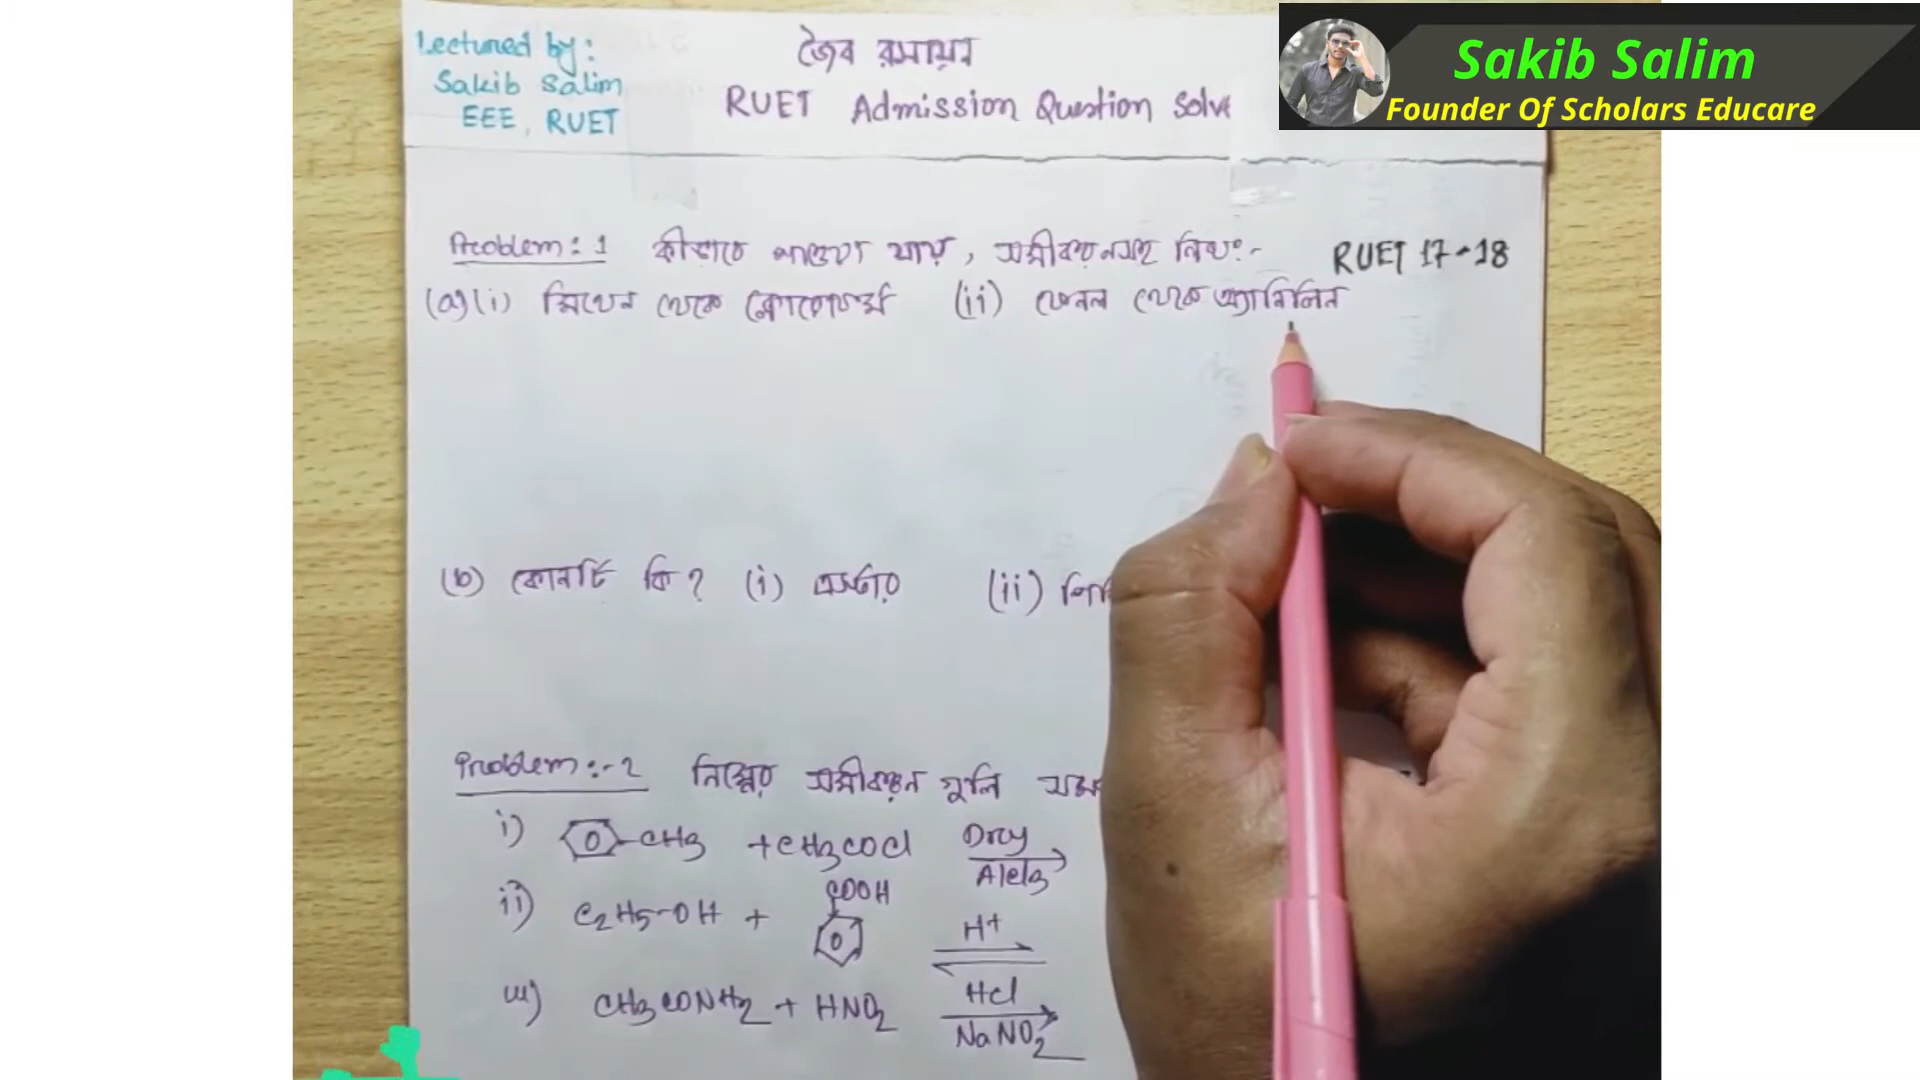 Lectured by:
Sakib Salim
EEE, RUET
জৈব রসায়ন
RUET Admission Question Solve
Sakib Salim
Founder Of Scholars Educare
Problem: 1 কীভাবে পাওয়া যায়, সমীকরনসহ লিখ:-
RUET 17-18
(a)(i) মিথেন থেকে ক্লোরোফর্ম (ii) ফেনল থেকে অ্যানিলিন
(b) কোনটি কি? (i) এস্টার (ii)
Problem:-2 নিম্নের সমীকরন গুলি
i) CH3 + CH3COCl Dry AlCl3
ii) C2H5-OH + COOH H+
iii) CH3CONH2 + HNO2 HCl NaNO2